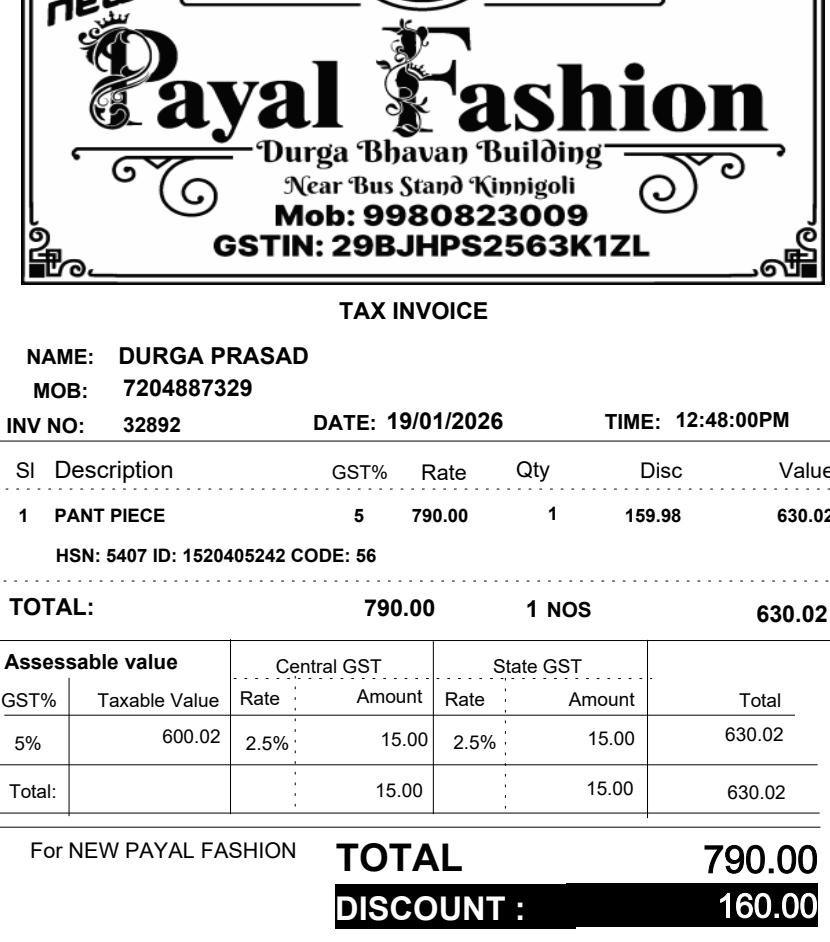 new
Payal Fashion
Durga Bhavan Building
Near Bus Stand Kinnigoli
Mob: 9980823009
GSTIN: 29BJHPS2563K1ZL
TAX INVOICE
NAME: DURGA PRASAD
MOB: 7204887329
INV NO: 32892 DATE: 19/01/2026 TIME: 12:48:00PM
Sl Description GST% Rate Qty Disc Value
1 PANT PIECE 5 790.00 1 159.98 630.02
HSN: 5407 ID: 1520405242 CODE: 56
TOTAL: 790.00 1 NOS 630.02
Assessable value Central GST State GST
GST% Taxable Value Rate Amount Rate Amount Total
5% 600.02 2.5% 15.00 2.5% 15.00 630.02
Total: 15.00 15.00 630.02
For NEW PAYAL FASHION TOTAL 790.00
DISCOUNT : 160.00